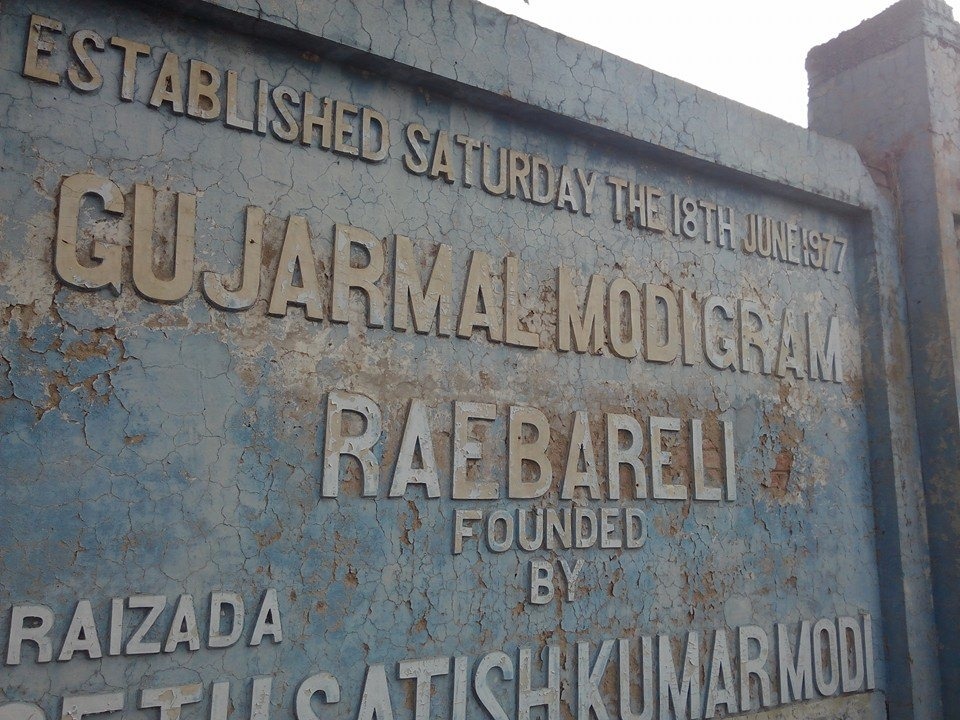 ESTABLISHED SATURDAY THE 18TH JUNE 1977
GUJARMAL MODIGRAM
RAEBARELI
FOUNDED
BY
RAIZADA
SATISH KUMAR MODI